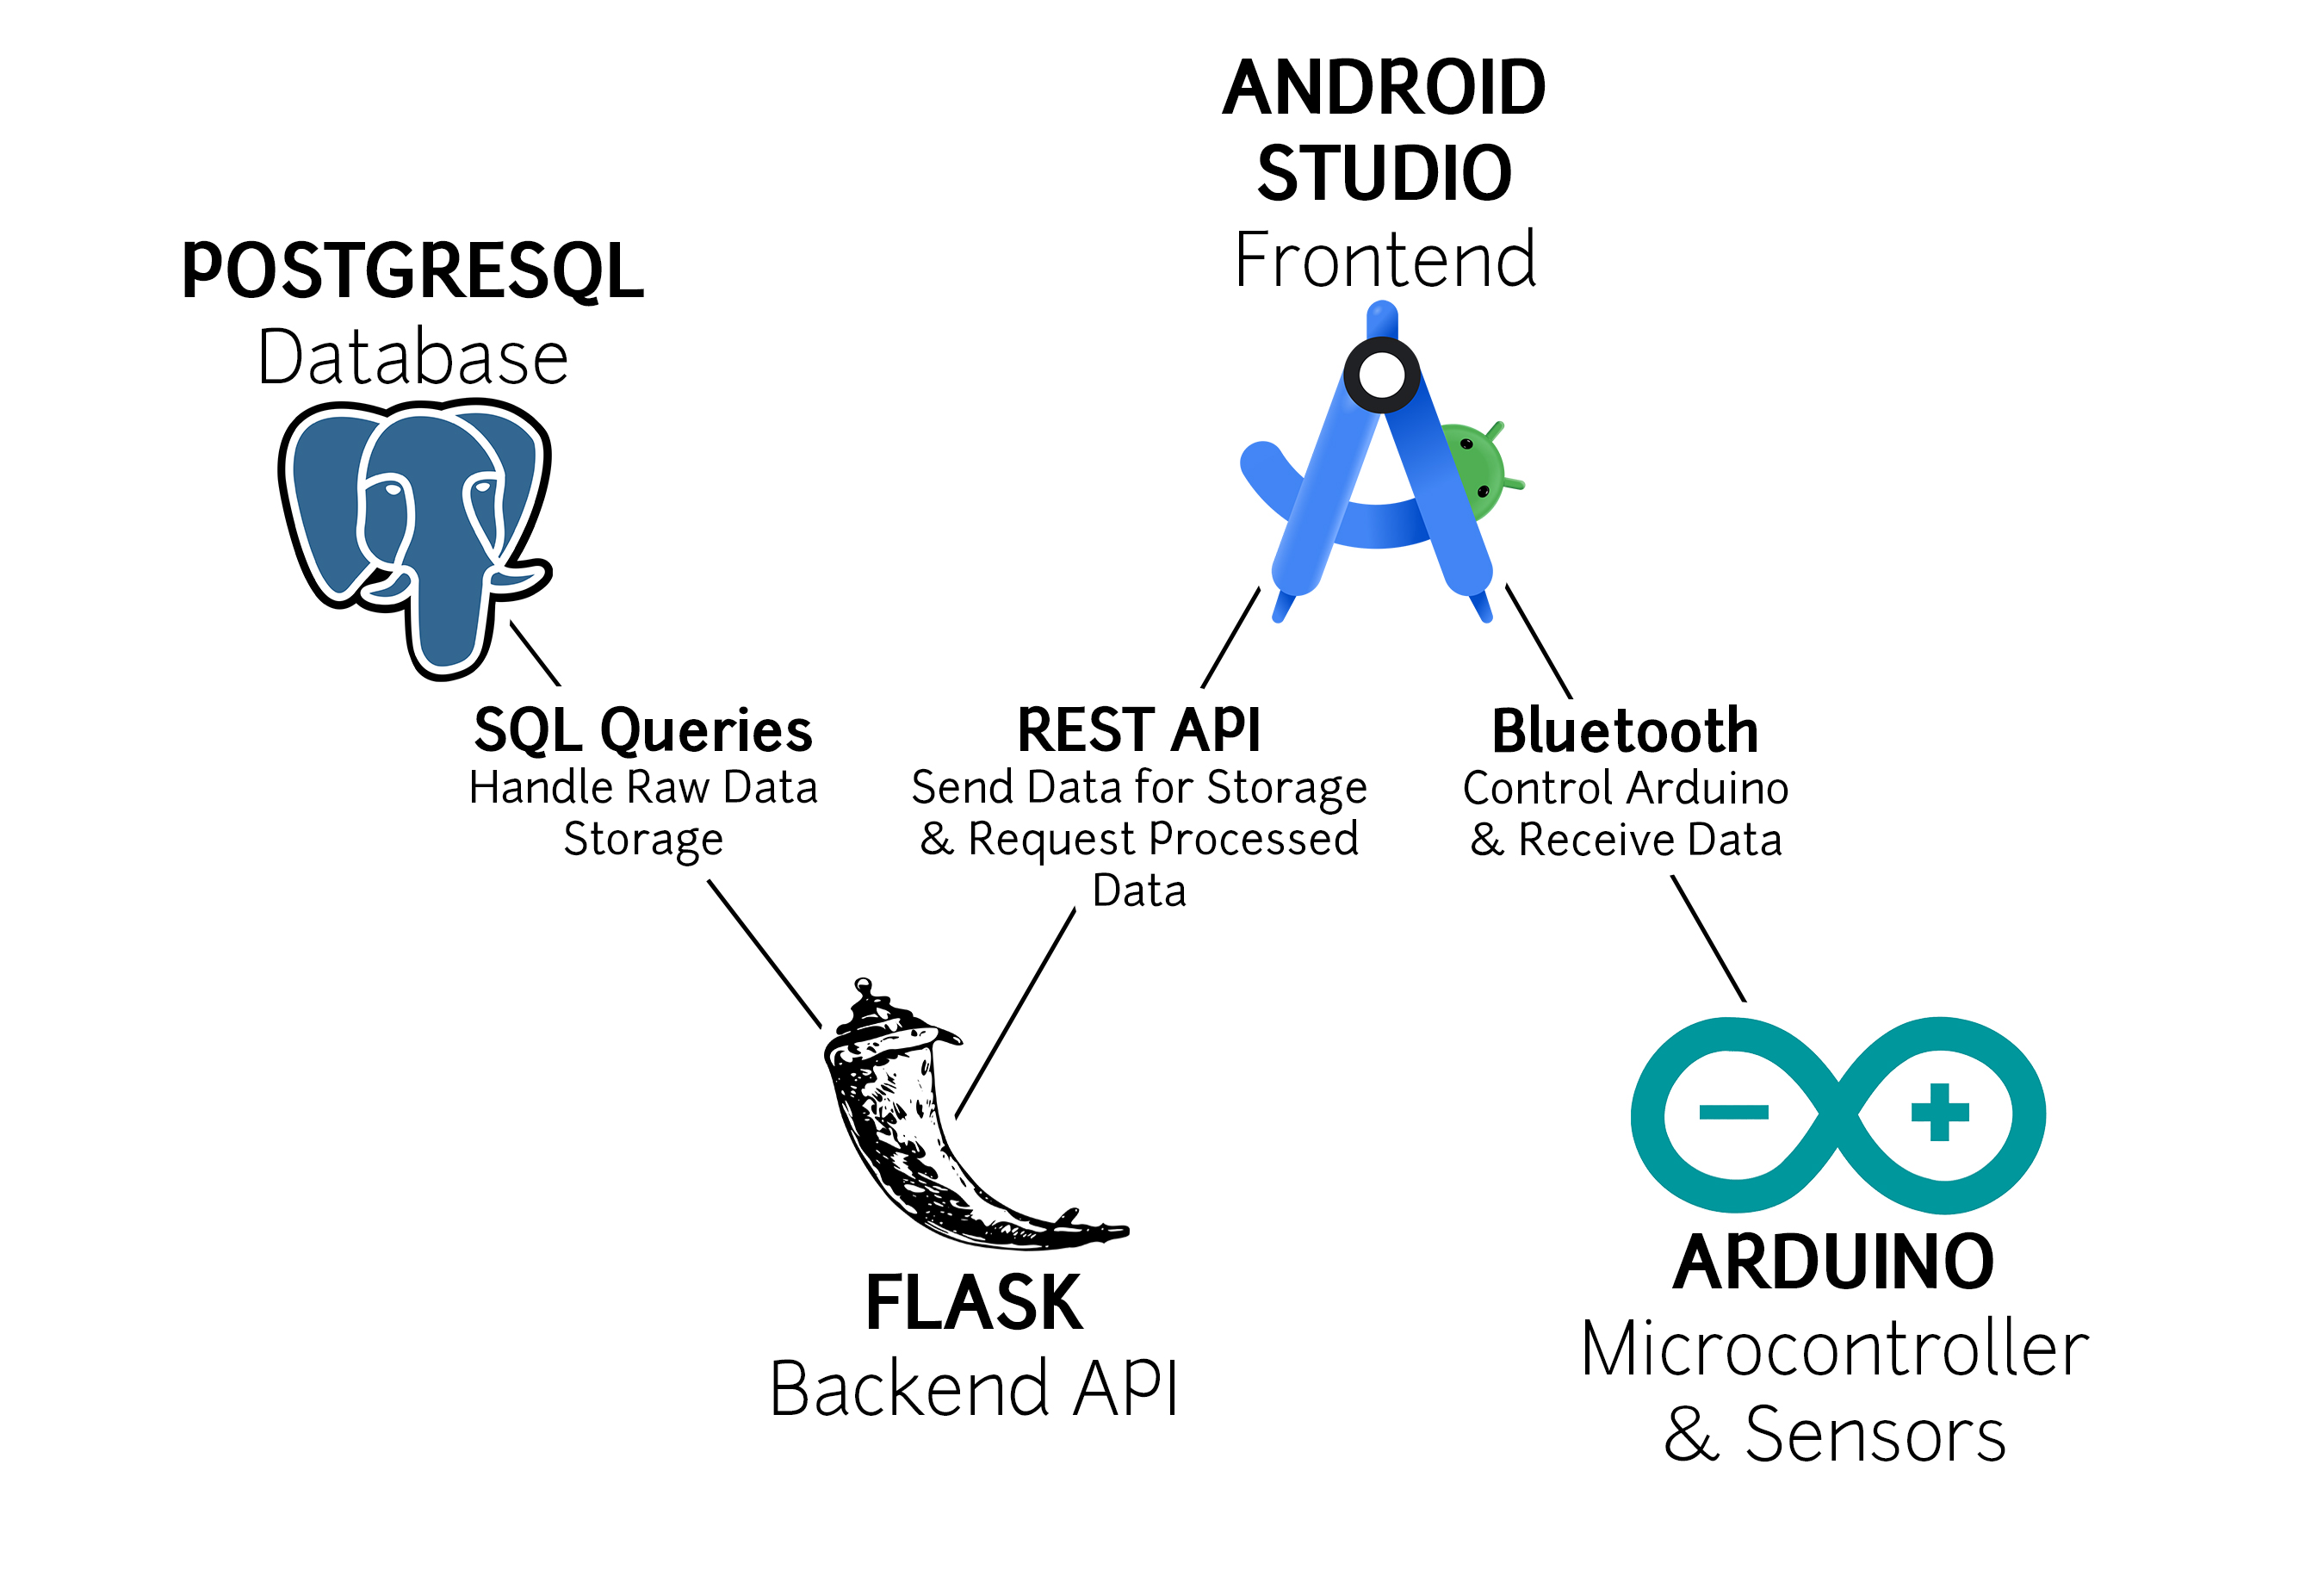 ANDROID
STUDIO
Frontend
POSTGRESQL
Database
SQL Queries
Handle Raw Data
Storage
REST API
Send Data for Storage
& Request Processed
Data
Bluetooth
Control Arduino
& Receive Data
FLASK
Backend API
ARDUINO
Microcontroller
& Sensors